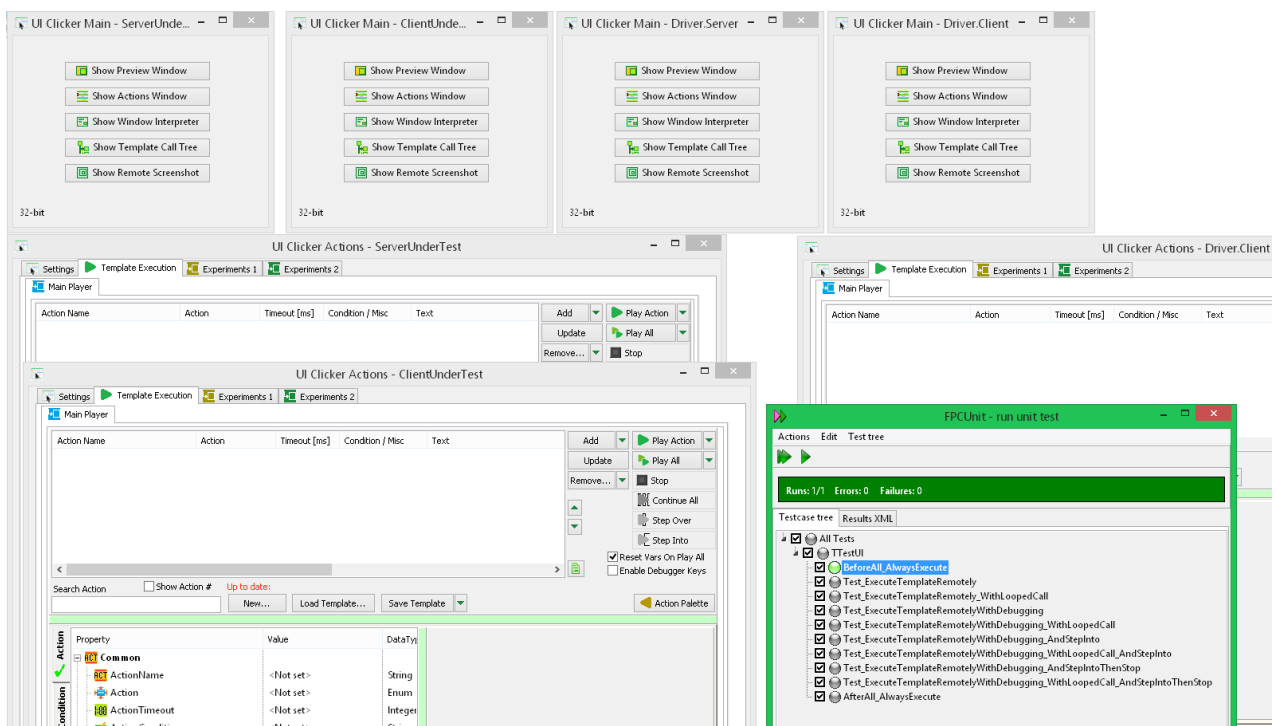 UI Clicker Main - ServerUnde...
Show Preview Window
Show Actions Window
Show Window Interpreter
Show Template Call Tree
Show Remote Screenshot
32-bit
UI Clicker Main - ClientUnde...
Show Preview Window
Show Actions Window
Show Window Interpreter
Show Template Call Tree
Show Remote Screenshot
32-bit
UI Clicker Main - Driver.Server
Show Preview Window
Show Actions Window
Show Window Interpreter
Show Template Call Tree
Show Remote Screenshot
32-bit
UI Clicker Main - Driver.Client
Show Preview Window
Show Actions Window
Show Window Interpreter
Show Template Call Tree
Show Remote Screenshot
32-bit
UI Clicker Actions - ServerUnderTest
Settings Template Execution Experiments 1 Experiments 2
Main Player
Action Name Action Timeout [ms] Condition / Misc Text
Add Play Action
Update Play All
Remove... Stop
UI Clicker Actions - Driver.Client
Settings Template Execution Experiments 1 Experiments 2
Main Player
Action Name Action Timeout [ms] Condition / Misc Text
UI Clicker Actions - ClientUnderTest
Settings Template Execution Experiments 1 Experiments 2
Main Player
Action Name Action Timeout [ms] Condition / Misc Text
Add Play Action
Update Play All
Remove... Stop
Continue All
Step Over
Step Into
Reset Vars On Play All
Enable Debugger Keys
Search Action Show Action # Up to date:
New... Load Template... Save Template Action Palette
Action
Condition
Property Value DataTy
ACT Common
ACT ActionName <Not set> String
Action <Not set> Enum
ActionTimeout <Not set> Integer
FPCUnit - run unit test
Actions Edit Test tree
Runs: 1/1 Errors: 0 Failures: 0
Testcase tree Results XML
All Tests
TTestUI
BeforeAll_AlwaysExecute
Test_ExecuteTemplateRemotely
Test_ExecuteTemplateRemotely_WithLoopedCall
Test_ExecuteTemplateRemotelyWithDebugging
Test_ExecuteTemplateRemotelyWithDebugging_WithLoopedCall
Test_ExecuteTemplateRemotelyWithDebugging_AndStepInto
Test_ExecuteTemplateRemotelyWithDebugging_WithLoopedCall_AndStepInto
Test_ExecuteTemplateRemotelyWithDebugging_AndStepIntoThenStop
Test_ExecuteTemplateRemotelyWithDebugging_WithLoopedCall_AndStepIntoThenStop
AfterAll_AlwaysExecute